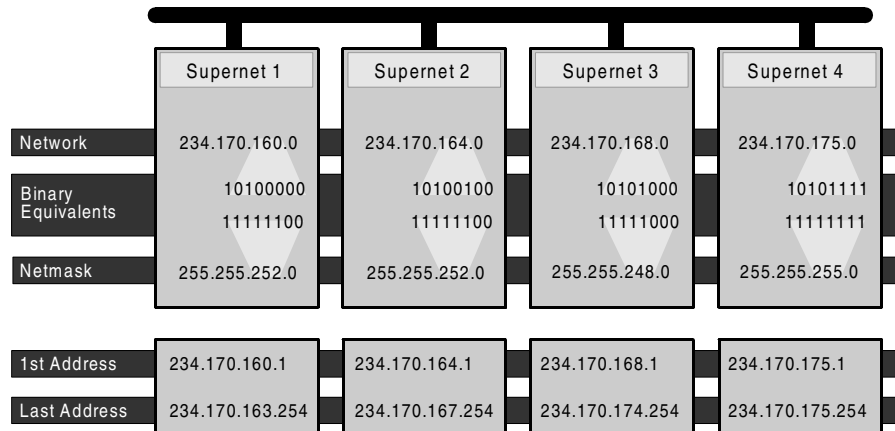 Supernet 1 Supernet 2 Supernet 3 Supernet 4
Network 234.170.160.0 234.170.164.0 234.170.168.0 234.170.175.0
Binary
Equivalents
10100000 10100100 10101000 10101111
11111100 11111100 11111000 11111111
Netmask 255.255.252.0 255.255.252.0 255.255.248.0 255.255.255.0
1st Address 234.170.160.1 234.170.164.1 234.170.168.1 234.170.175.1
Last Address 234.170.163.254 234.170.167.254 234.170.174.254 234.170.175.254